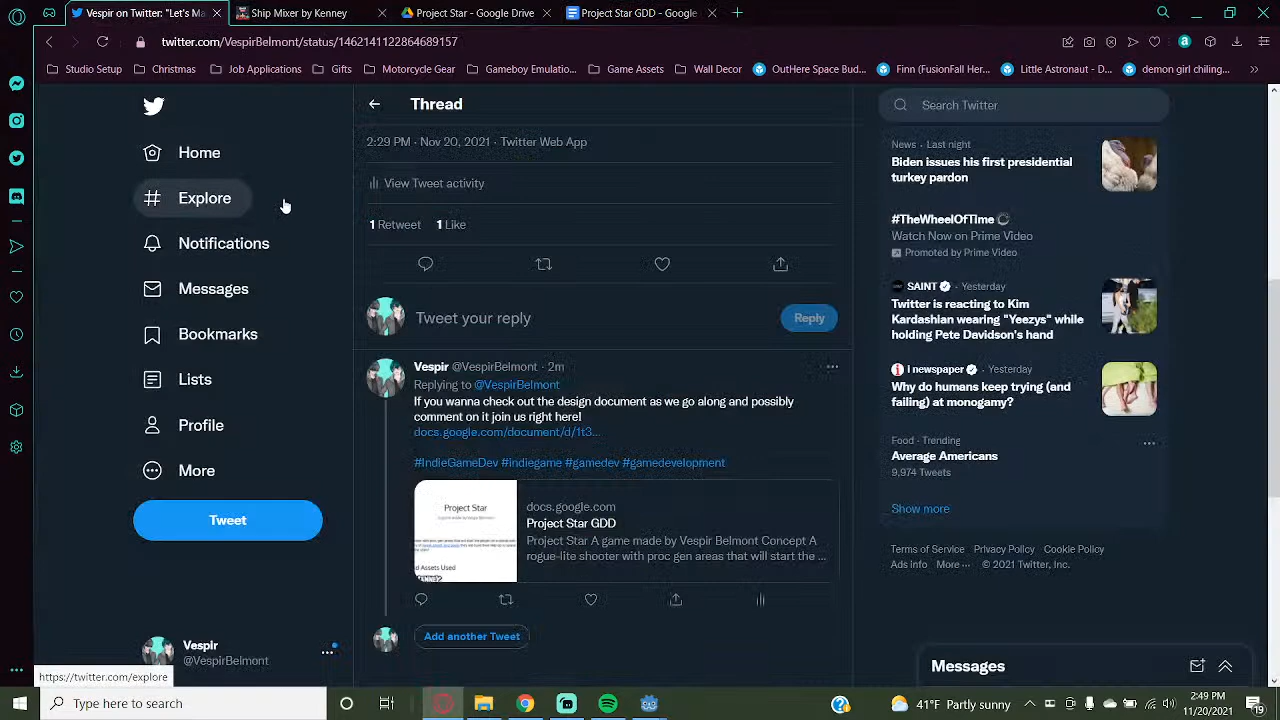 Vespir on Twitter: "Let's Mo
Ship Mixer by Kenney
Project Star - Google Drive
Project Star GDD - Google
twitter.com/VespirBelmont/status/1462141122864689157
Studio Setup
Christmas
Job Applications
Gifts
Motorcycle Gear
Gameboy Emulatio...
Game Assets
Wall Decor
OutHere Space Bud...
Finn (FusionFall Her...
Little Astronaut - D...
demon girl chiling...
Home
Explore
Notifications
Messages
Bookmarks
Lists
Profile
More
Tweet
Vespir
@VespirBelmont
https://twitter.com/explore
Thread
2:29 PM · Nov 20, 2021 · Twitter Web App
View Tweet activity
1 Retweet 1 Like
Tweet your reply
Reply
Vespir @VespirBelmont · 2m
Replying to @VespirBelmont
If you wanna check out the design document as we go along and possibly
comment on it join us right here!
docs.google.com/document/d/1t3...
#IndieGameDev #indiegame #gamedev #gamedevelopment
Project Star
docs.google.com
Project Star GDD
Project Star A game made by Vespir Belmont Concept A
Rogue lite shmup with proc gen areas that will start the ...
d Assets Used
Add another Tweet
Search Twitter
News · Last night
Biden issues his first presidential
turkey pardon
#TheWheelOfTime
Watch Now on Prime Video
Promoted by Prime Video
SAINT · Yesterday
Twitter is reacting to Kim
Kardashian wearing "Yeezys" while
holding Pete Davidson's hand
i newspaper · Yesterday
Why do humans keep trying (and
failing) at monogamy?
Food · Trending
Average Americans
9,974 Tweets
Show more
Terms of Service Privacy Policy Cookie Policy
Ads info More ··· © 2021 Twitter, Inc.
Messages
Type here to search
41°F Partly sunny
2:49 PM
11/20/2021